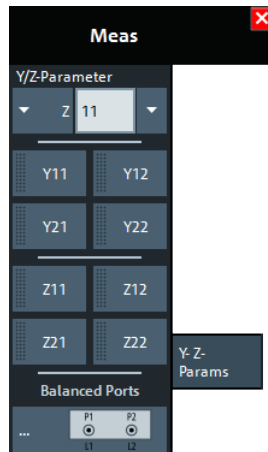 Meas
Y/Z-Parameter
Z 11
Y11 Y12
Y21 Y22
Z11 Z12
Z21 Z22
Y- Z-
Params
Balanced Ports
P1 P2
...
L1 L2